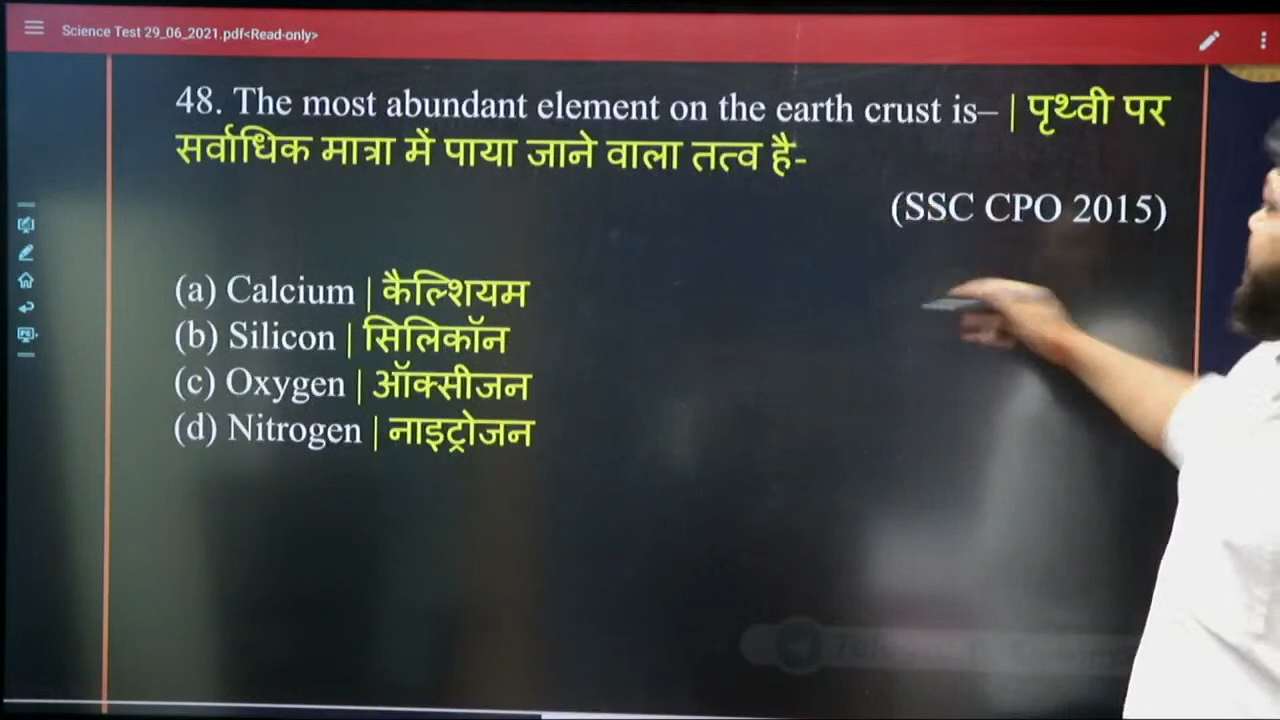 Science Test 29_06_2021.pdf<Read-only>
48. The most abundant element on the earth crust is– | पृथ्वी पर
सर्वाधिक मात्रा में पाया जाने वाला तत्व है-
(SSC CPO 2015)
(a) Calcium | कैल्शियम
(b) Silicon | सिलिकॉन
(c) Oxygen | ऑक्सीजन
(d) Nitrogen | नाइट्रोजन